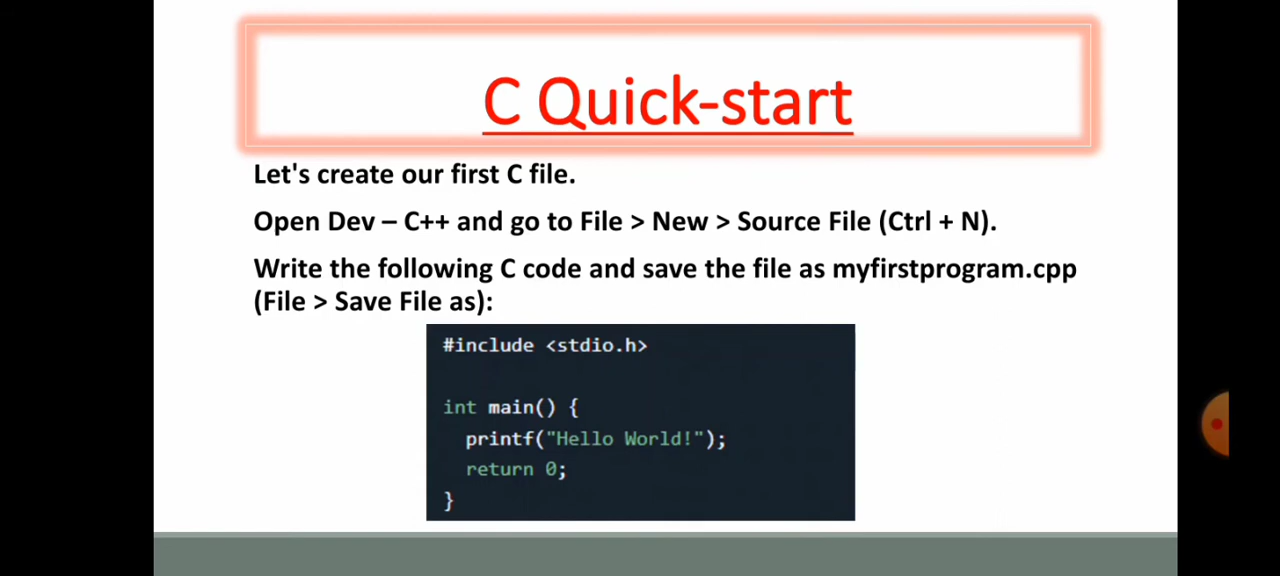 C Quick-start
Let's create our first C file.
Open Dev – C++ and go to File > New > Source File (Ctrl + N).
Write the following C code and save the file as myfirstprogram.cpp
(File > Save File as):
#include <stdio.h>
int main() {
  printf("Hello World!");
  return 0;
}